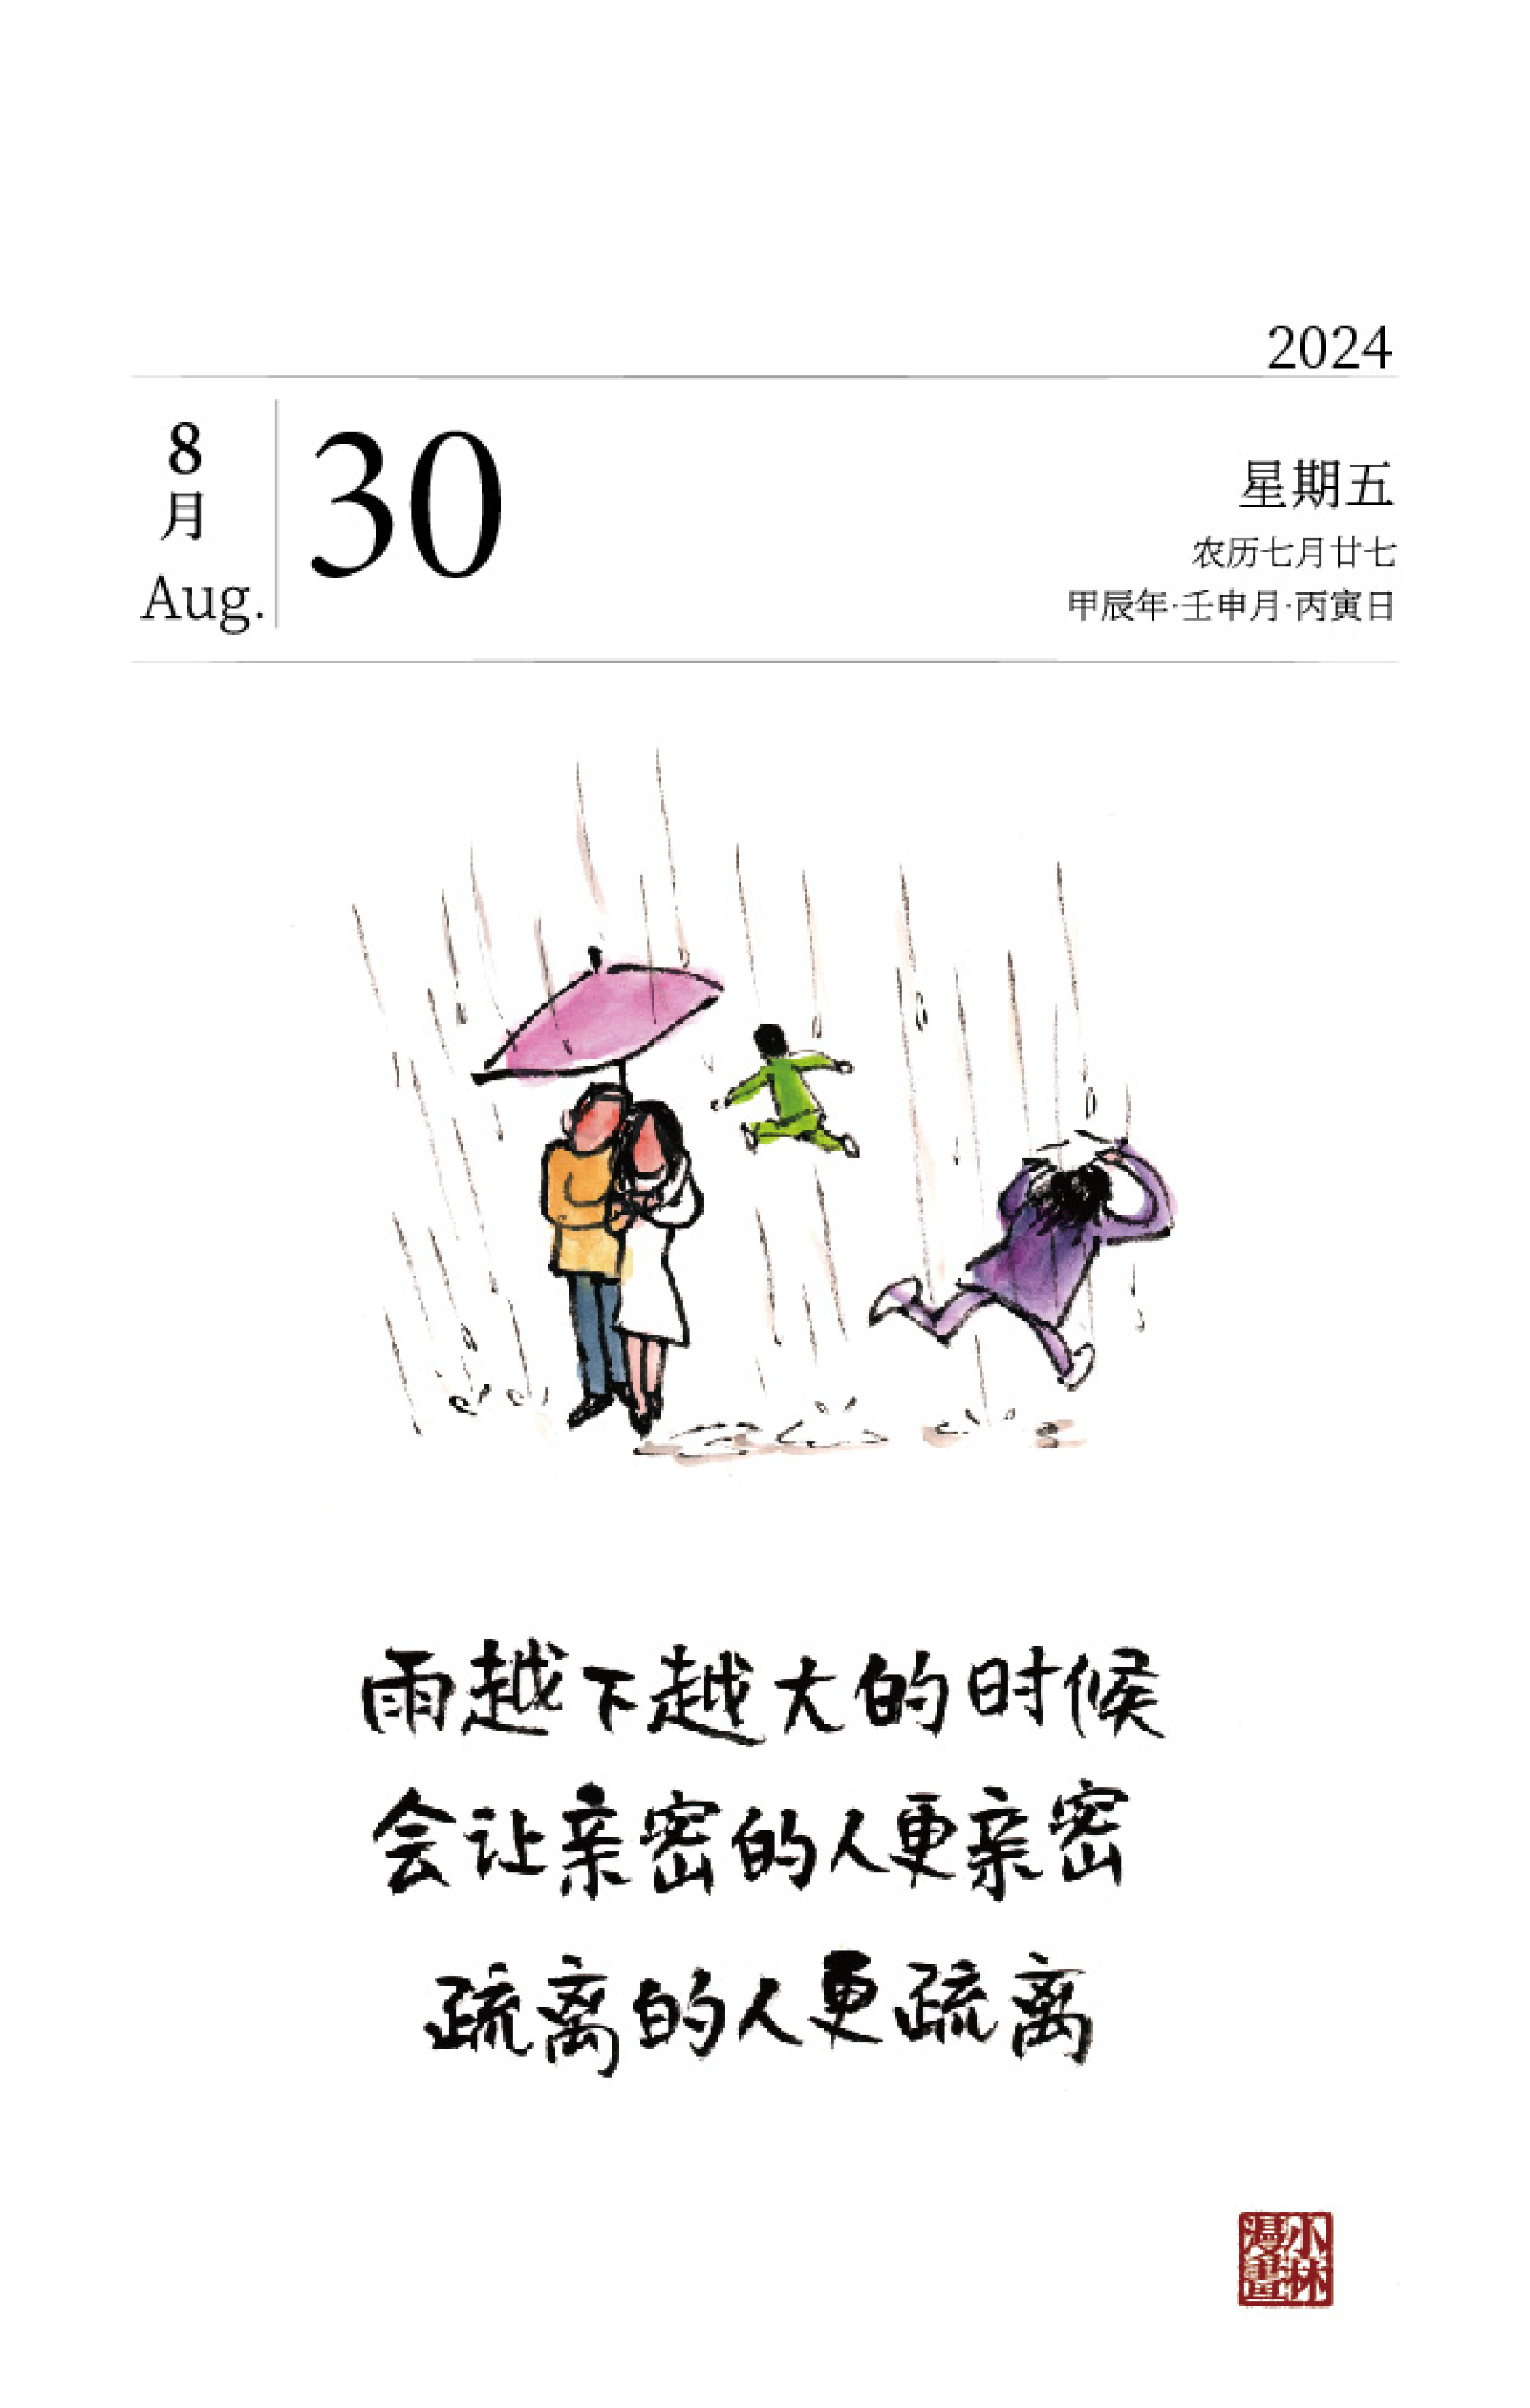 2024
8
月
Aug.
30
星期五
农历七月廿七
甲辰年·壬申月·丙寅日
雨越下越大的时候
会让亲密的人更亲密
疏离的人更疏离
小林
漫畫